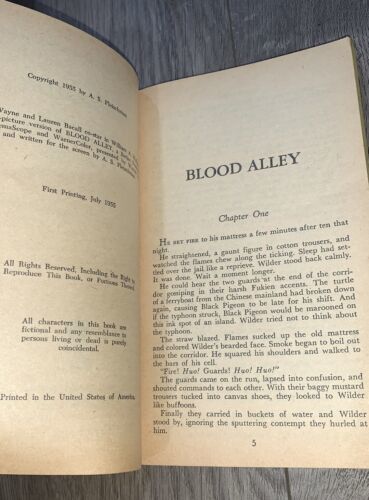 Copyright 1955 by A. S. Fleischman
Wayne and Lauren Bacall co-star in William A.
picture version of BLOOD ALLEY, a
emaScope and WarnerColor, presented by
and written for the screen by A. S.
First Printing, July 1955
All Rights Reserved, Including the Right to
Reproduce This Book, or Portions Thereof
All characters in this book are
fictional and any resemblance to
persons living or dead is purely
coincidental.
Printed in the United States of America.
BLOOD ALLEY
Chapter One
HE SET FIRE to his mattress a few minutes after ten that
night.
He straightened, a gaunt figure in cotton trousers, and
watched the flames chew along the ticking. Sleep had set-
tled over the jail like a reprieve. Wilder stood back calmly.
It was done. Wait a moment longer.
He could hear the two guards at the end of the corri-
dor gossiping in their harsh Fukien accents. The turtle
of a ferryboat from the Chinese mainland had broken down
again, causing Black Pigeon to be late for his shift. And
if the typhoon struck, Black Pigeon would be marooned on
this ink spot of an island. Wilder tried not to think about
the typhoon.
The straw blazed. Flames sucked up the old mattress
and colored Wilder's bearded face. Smoke began to boil out
into the corridor. He squared his shoulders and walked to
the bars of his cell.
"Fire! Huo! Guards! Huo! Huo!"
The guards came on the run, lapsed into confusion, and
shouted commands to each other. With their baggy mustard
trousers tucked into canvas shoes, they looked to Wilder
like buffoons.
Finally they carried in buckets of water and Wilder
stood by, ignoring the sputtering contempt they hurled at
him.
5